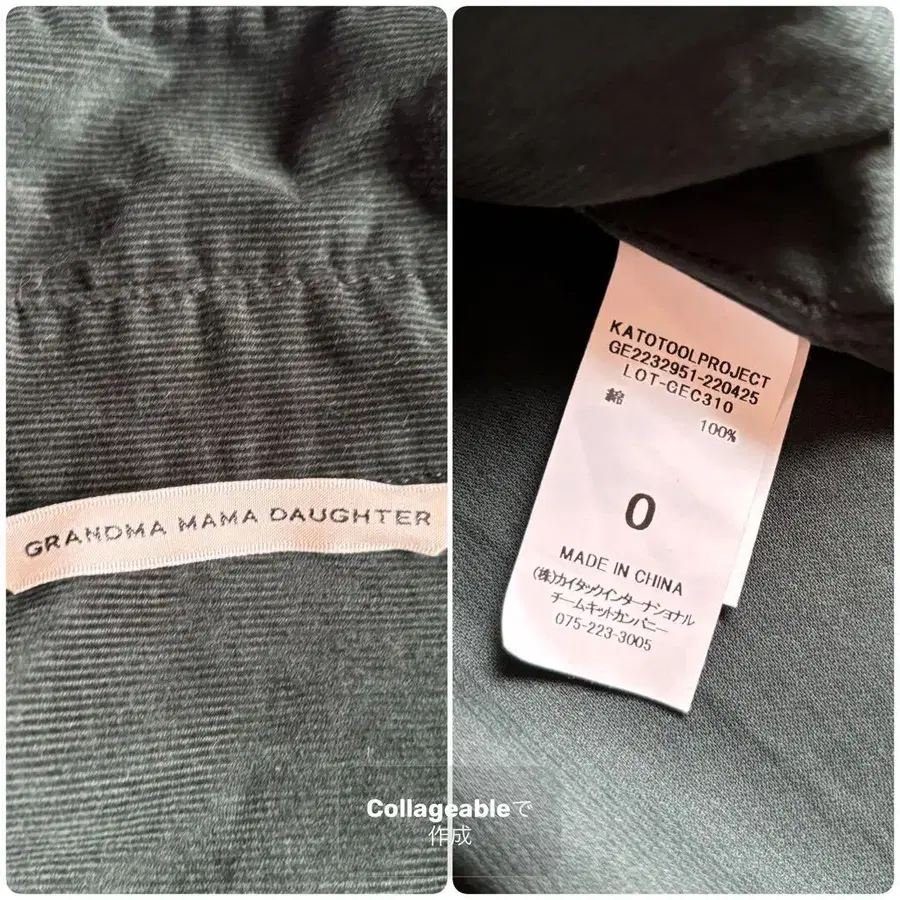 GRANDMA MAMA DAUGHTER
KATOTOOLPROJECT
GE2232951-220425
LOT-GEC310
綿
100%
0
MADE IN CHINA
(株)カイタックインターナショナル
チームキットカンパニー
075-223-3005
Collageableで
作成